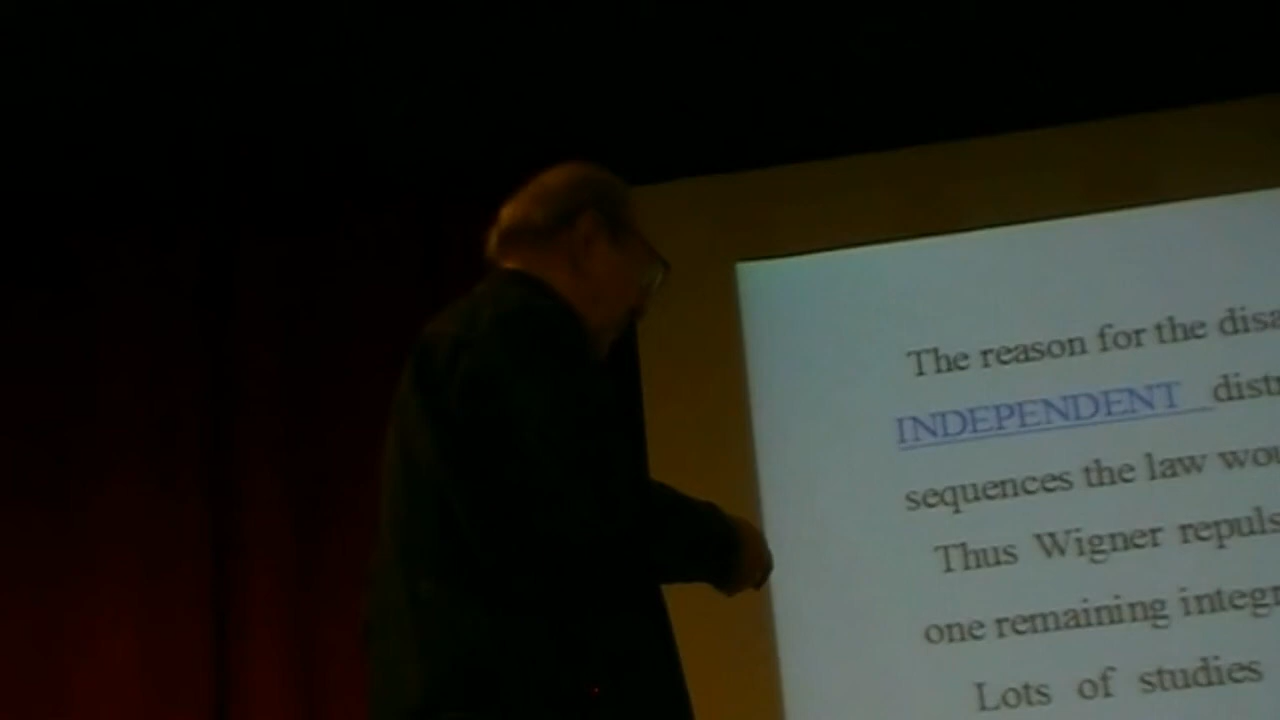 The reason for the disa
INDEPENDENT distr
sequences the law wou
Thus Wigner repuls
one remaining integr
Lots of studies